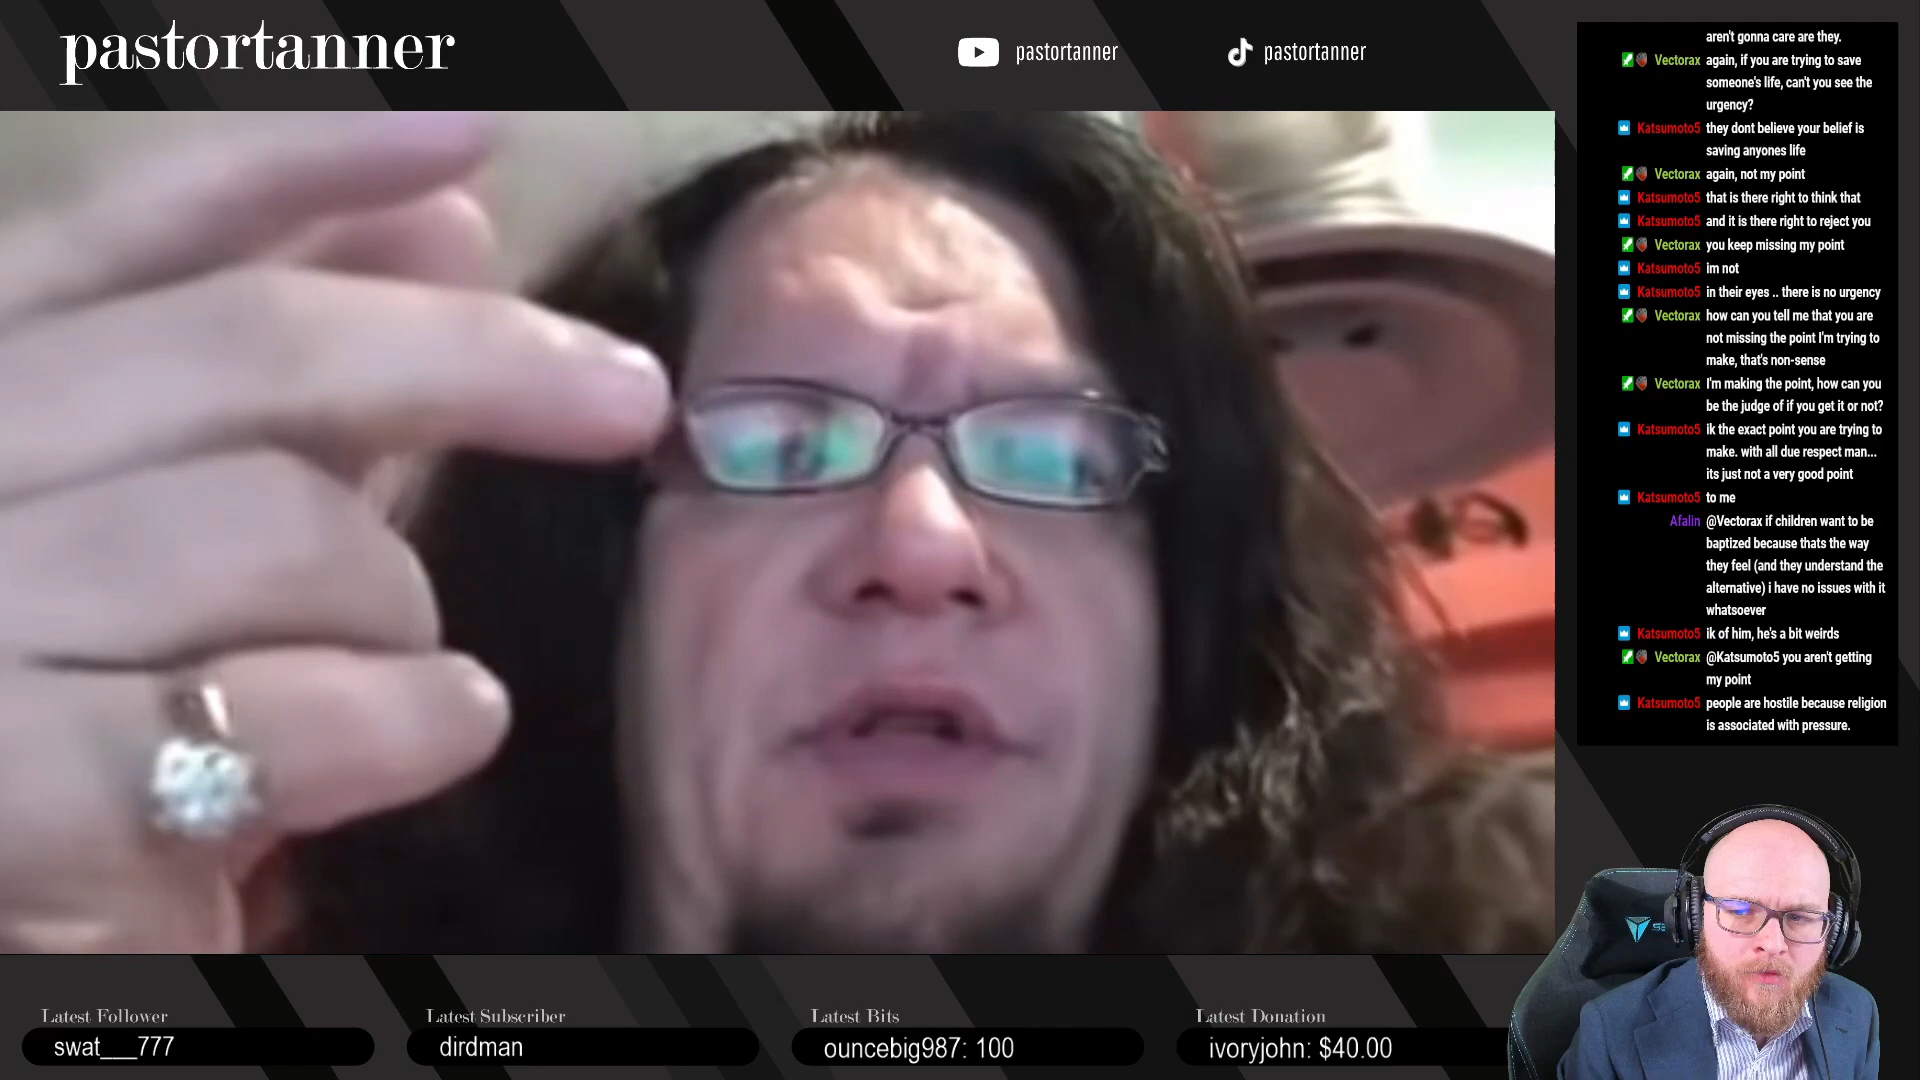 pastortanner
pastortanner
pastortanner
aren't gonna care are they.
Vectorax again, if you are trying to save
someone's life, can't you see the
urgency?
Katsumoto5 they dont believe your belief is
saving anyones life
Vectorax again, not my point
Katsumoto5 that is there right to think that
Katsumoto5 and it is there right to reject you
Vectorax you keep missing my point
Katsumoto5 im not
Katsumoto5 in their eyes .. there is no urgency
Vectorax how can you tell me that you are
not missing the point I'm trying to
make, that's non-sense
Vectorax I'm making the point, how can you
be the judge of if you get it or not?
Katsumoto5 ik the exact point you are trying to
make. with all due respect man...
its just not a very good point
Katsumoto5 to me
Afalin @Vectorax if children want to be
baptized because thats the way
they feel (and they understand the
alternative) i have no issues with it
whatsoever
Katsumoto5 ik of him, he's a bit weirds
Vectorax @Katsumoto5 you aren't getting
my point
Katsumoto5 people are hostile because religion
is associated with pressure.
Latest Follower
swat___777
Latest Subscriber
dirdman
Latest Bits
ouncebig987: 100
Latest Donation
ivoryjohn: $40.00